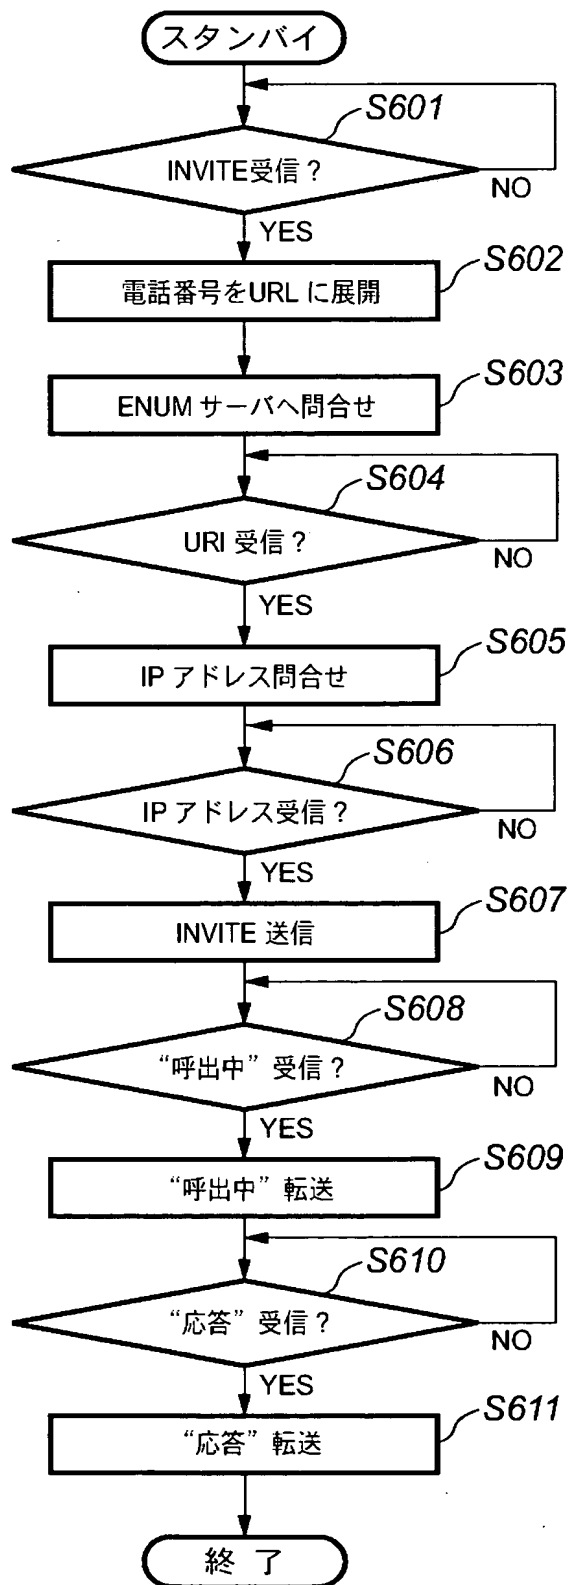 スタンバイ
S601
INVITE受信？
NO
YES
S602
電話番号をURLに展開
S603
ENUMサーバへ問合せ
S604
URI受信？
NO
YES
S605
IPアドレス問合せ
S606
IPアドレス受信？
NO
YES
S607
INVITE送信
S608
“呼出中”受信？
NO
YES
S609
“呼出中”転送
S610
“応答”受信？
NO
YES
S611
“応答”転送
終了